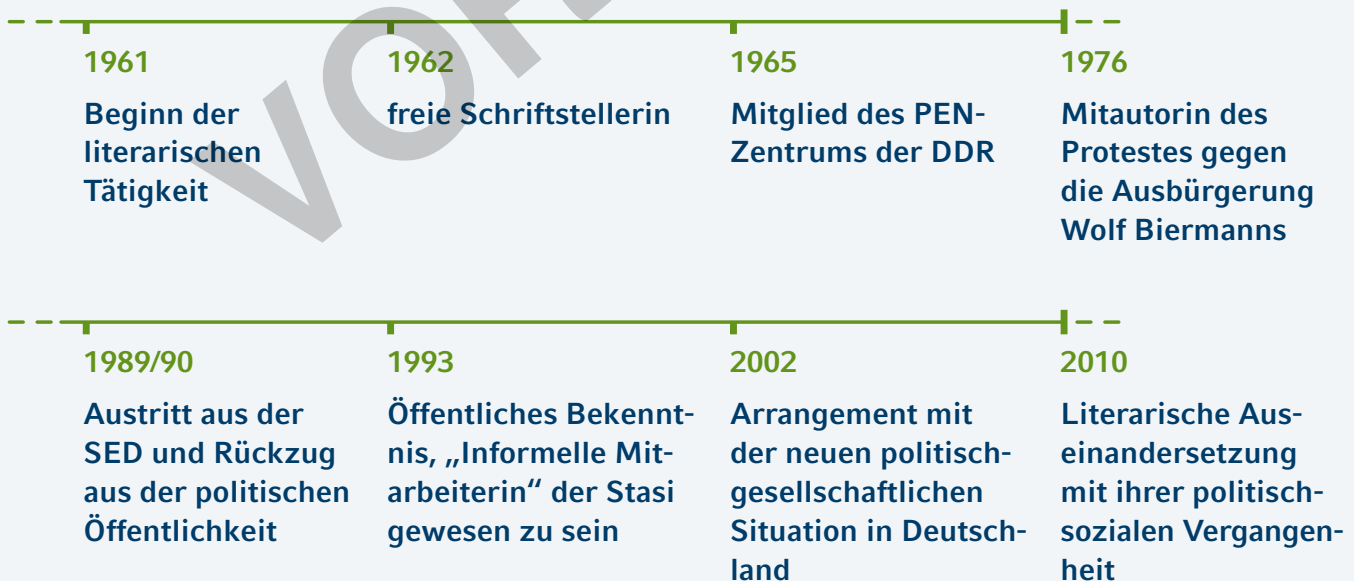 1961
Beginn der
literarischen
Tätigkeit
1962
freie Schriftstellerin
1965
Mitglied des PEN-
Zentrums der DDR
1976
Mitautorin des
Protestes gegen
die Ausbürgerung
Wolf Biermanns
1989/90
Austritt aus der
SED und Rückzug
aus der politischen
Öffentlichkeit
1993
Öffentliches Bekennt-
nis, „Informelle Mit-
arbeiterin“ der Stasi
gewesen zu sein
2002
Arrangement mit
der neuen politisch-
gesellschaftlichen
Situation in Deutsch-
land
2010
Literarische Aus-
einandersetzung
mit ihrer politisch-
sozialen Vergangen-
heit